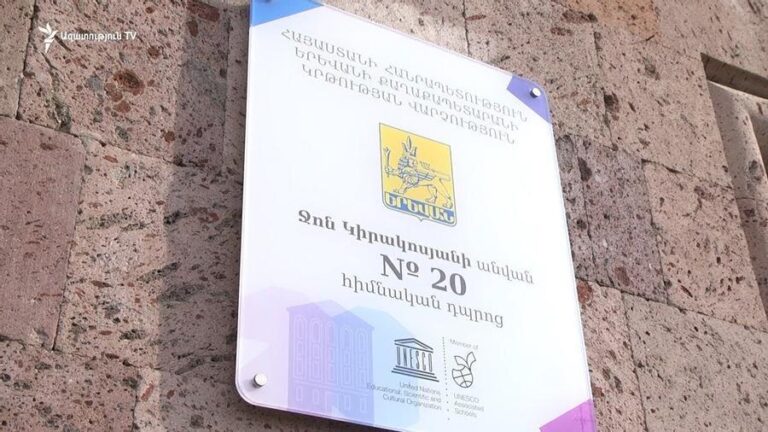 Ազատություն TV
ՀԱՅԱՍՏԱՆԻ ՀԱՆՐԱՊԵՏՈՒԹՅՈՒՆ
ԵՐԵՎԱՆԻ ՔԱՂԱՔԱՊԵՏԱՐԱՆԻ
ԿՐԹՈՒԹՅԱՆ ՎԱՐՉՈՒԹՅՈՒՆ
ԵՐԵՎԱՆ
Ջոն Կիրակոսյանի անվան
№ 20
հիմնական դպրոց
UNESCO
United Nations
Educational, Scientific and
Cultural Organization
Member of
UNESCO
Associated
Schools